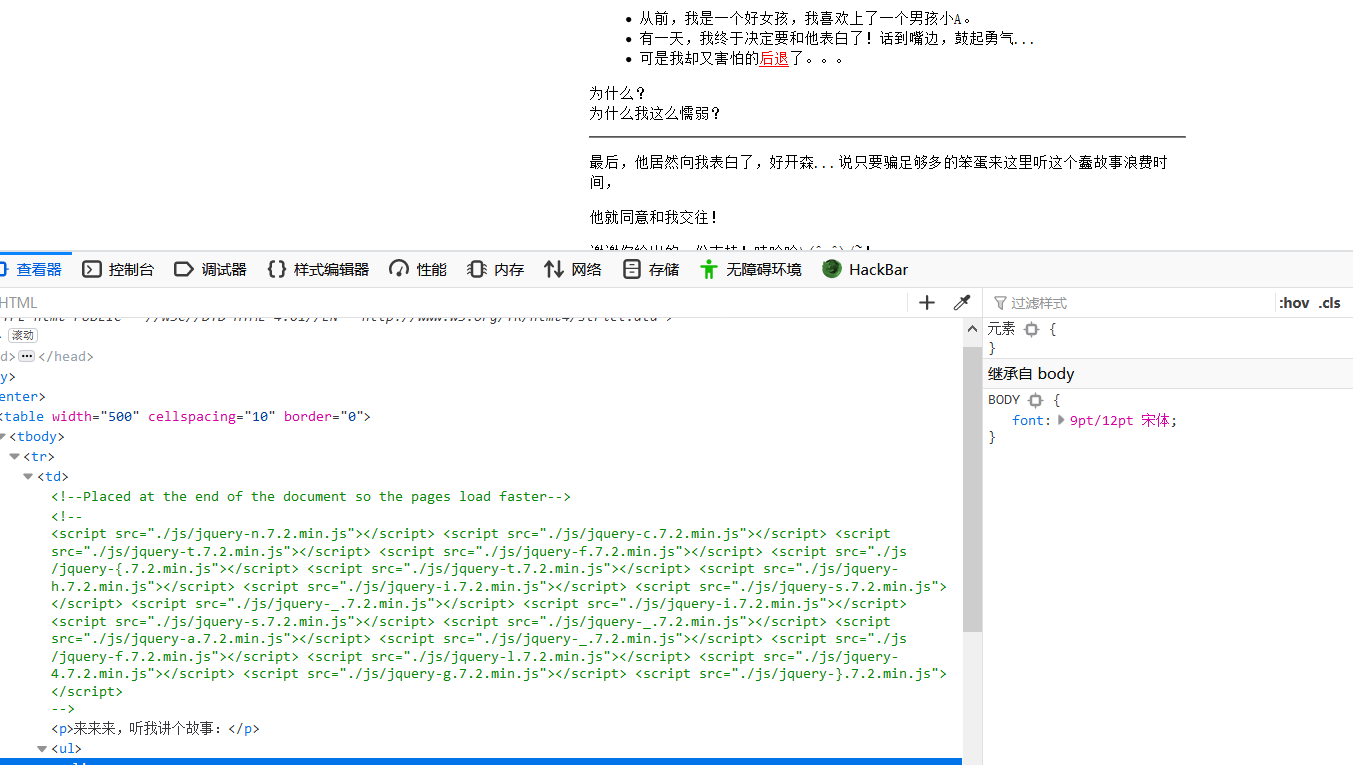 从前，我是一个好女孩，我喜欢上了一个男孩小A。
有一天，我终于决定要和他表白了！话到嘴边，鼓起勇气...
可是我却又害怕的后退了。。。
为什么？
为什么我这么懦弱？
最后，他居然向我表白了，好开森...说只要骗足够多的笨蛋来这里听这个蠢故事浪费时
间，
他就同意和我交往！
查看器 控制台 调试器 {} 样式编辑器 性能 内存 网络 存储 无障碍环境 HackBar
HTML
过滤样式 :hov .cls
滚动
d> </head>
y>
enter>
<table width="500" cellspacing="10" border="0">
<tbody>
<tr>
<td>
<!--Placed at the end of the document so the pages load faster-->
<!--
<script src="./js/jquery-n.7.2.min.js"></script> <script src="./js/jquery-c.7.2.min.js"></script> <script
src="./js/jquery-t.7.2.min.js"></script> <script src="./js/jquery-f.7.2.min.js"></script> <script src="./js
/jquery-{.7.2.min.js"></script> <script src="./js/jquery-t.7.2.min.js"></script> <script src="./js/jquery-
h.7.2.min.js"></script> <script src="./js/jquery-i.7.2.min.js"></script> <script src="./js/jquery-s.7.2.min.js">
</script> <script src="./js/jquery-_.7.2.min.js"></script> <script src="./js/jquery-i.7.2.min.js"></script>
<script src="./js/jquery-s.7.2.min.js"></script> <script src="./js/jquery-_.7.2.min.js"></script> <script
src="./js/jquery-a.7.2.min.js"></script> <script src="./js/jquery-_.7.2.min.js"></script> <script src="./js
/jquery-f.7.2.min.js"></script> <script src="./js/jquery-l.7.2.min.js"></script> <script src="./js/jquery-
4.7.2.min.js"></script> <script src="./js/jquery-g.7.2.min.js"></script> <script src="./js/jquery-}.7.2.min.js">
</script>
-->
<p>来来来，听我讲个故事：</p>
<ul>
元素 {
}
继承自 body
BODY {
font: 9pt/12pt 宋体;
}